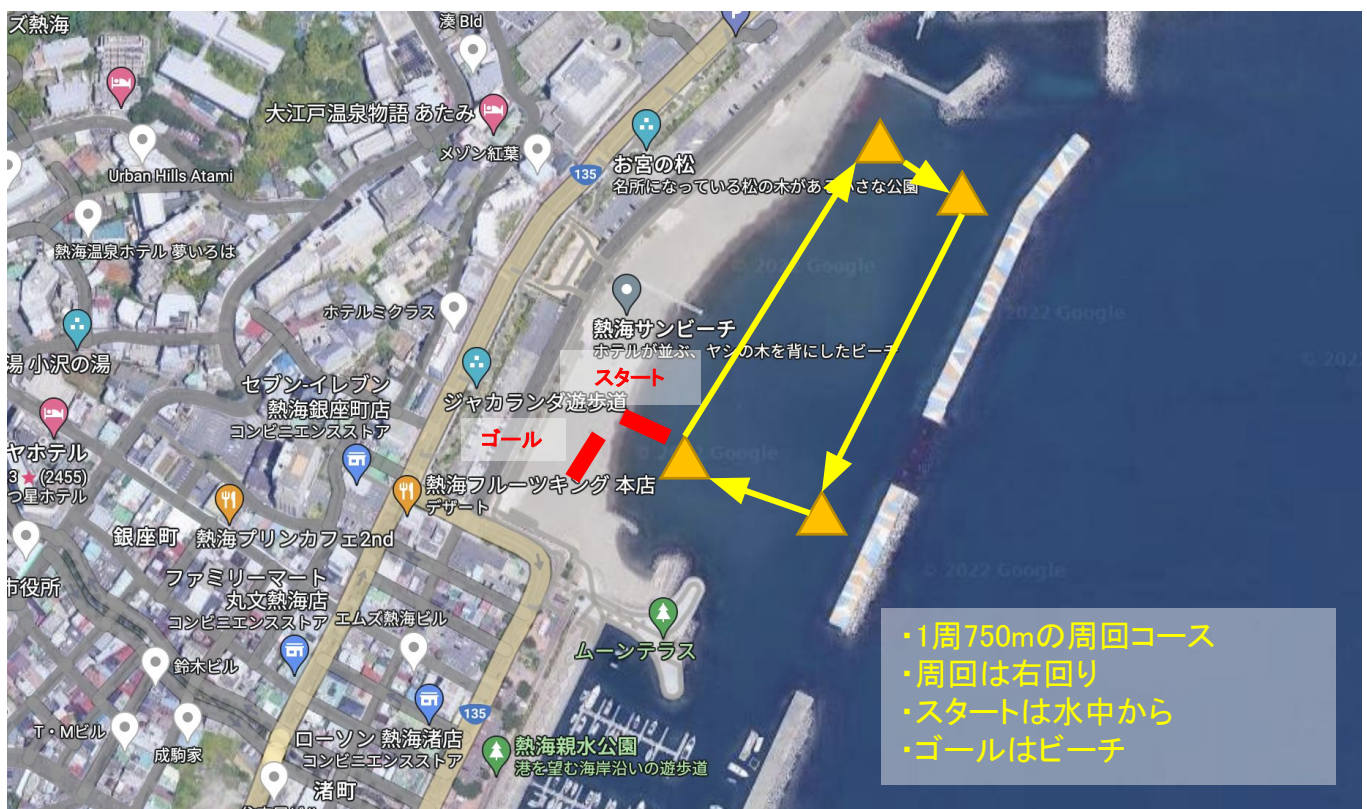 ズ熱海
湊 Bld
P
大江戸温泉物語 あたみ
メゾン紅葉
Urban Hills Atami
135
お宮の松
名所になっている松の木がある小さな公園
熱海温泉ホテル 夢いろは
© 2022 Google
ホテルミクラス
熱海サンビーチ
ホテルが並ぶ、ヤシの木を背にしたビーチ
2022 Google
© 202
湯 小沢の湯
スタート
セブン-イレブン
熱海銀座町店
コンビニエンスストア
ジャカランダ遊歩道
ゴール
2022 Google
ヤホテル
3 ★ (2455)
つ星ホテル
熱海フルーツキング 本店
デザート
銀座町
熱海プリンカフェ2nd
市役所
ファミリーマート
丸文熱海店
コンビニエンスストア
エムズ熱海ビル
© 2022 Google
ムーンテラス
鈴木ビル
・1周750mの周回コース
・周回は右回り
・スタートは水中から
・ゴールはビーチ
T・Mビル
成駒家
135
ローソン 熱海渚店
コンビニエンスストア
熱海親水公園
港を望む海岸沿いの遊歩道
渚町